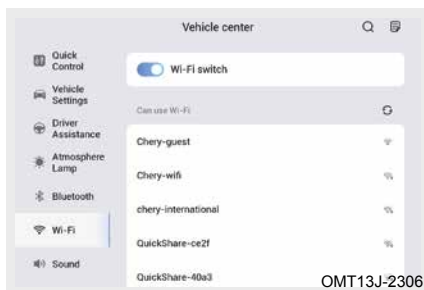 Vehicle center
Quick
Control
Wi-Fi switch
Vehicle
Settings
Can use Wi-Fi
Driver
Assistance
Chery-guest
Atmosphere
Lamp
Chery-wifi
Bluetooth
chery-international
Wi-Fi
QuickShare-ce2f
Sound
QuickShare-40a3
OMT13J-2306